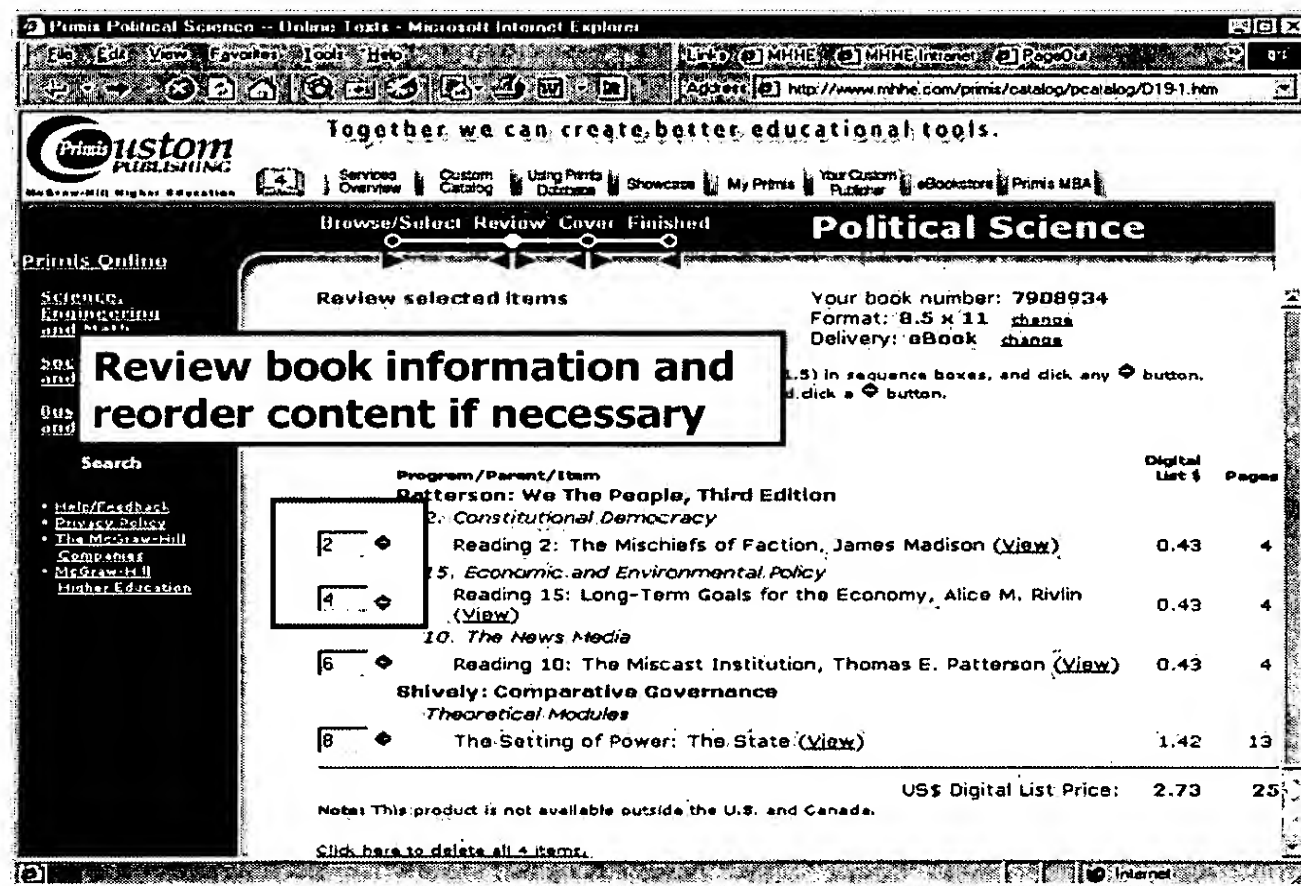 Primis Political Science -- Online Texts - Microsoft Internet Explorer
File Edit View Favorites Tools Help Links MHHE MHHE Intranet PageOut
Address http://www.mhhe.com/primis/catalog/pcatalog/D19-1.htm
Together we can create better educational tools.
Primis Custom
PUBLISHING
McGraw-Hill Higher Education
4 Services Overview Custom Catalog Using Primis Database Showcase My Primis Your Custom Publisher eBookstore Primis MBA
Browse/Select Review Cover Finished
Political Science
Primis Online
Science,
Engineering
and Math
Soc
and
Bus
and
Search
• Help/Feedback
• Privacy Policy
• The McGraw-Hill
Companies
• McGraw-Hill
Higher Education
Review selected items
Your book number: 7908934
Format: 8.5 x 11 change
Delivery: eBook change
Review book information and
reorder content if necessary
1.5) in sequence boxes, and click any button.
d click a button.
Program/Parent/Item Digital List $ Pages
Patterson: We The People, Third Edition
2. Constitutional Democracy
2 Reading 2: The Mischiefs of Faction, James Madison (View) 0.43 4
15. Economic and Environmental Policy
4 Reading 15: Long-Term Goals for the Economy, Alice M. Rivlin
(View) 0.43 4
10. The News Media
6 Reading 10: The Miscast Institution, Thomas E. Patterson (View) 0.43 4
Shively: Comparative Governance
Theoretical Modules
8 The Setting of Power: The State (View) 1.42 13
US$ Digital List Price: 2.73 25
Note: This product is not available outside the U.S. and Canada.
Click here to delete all 4 items.
Internet